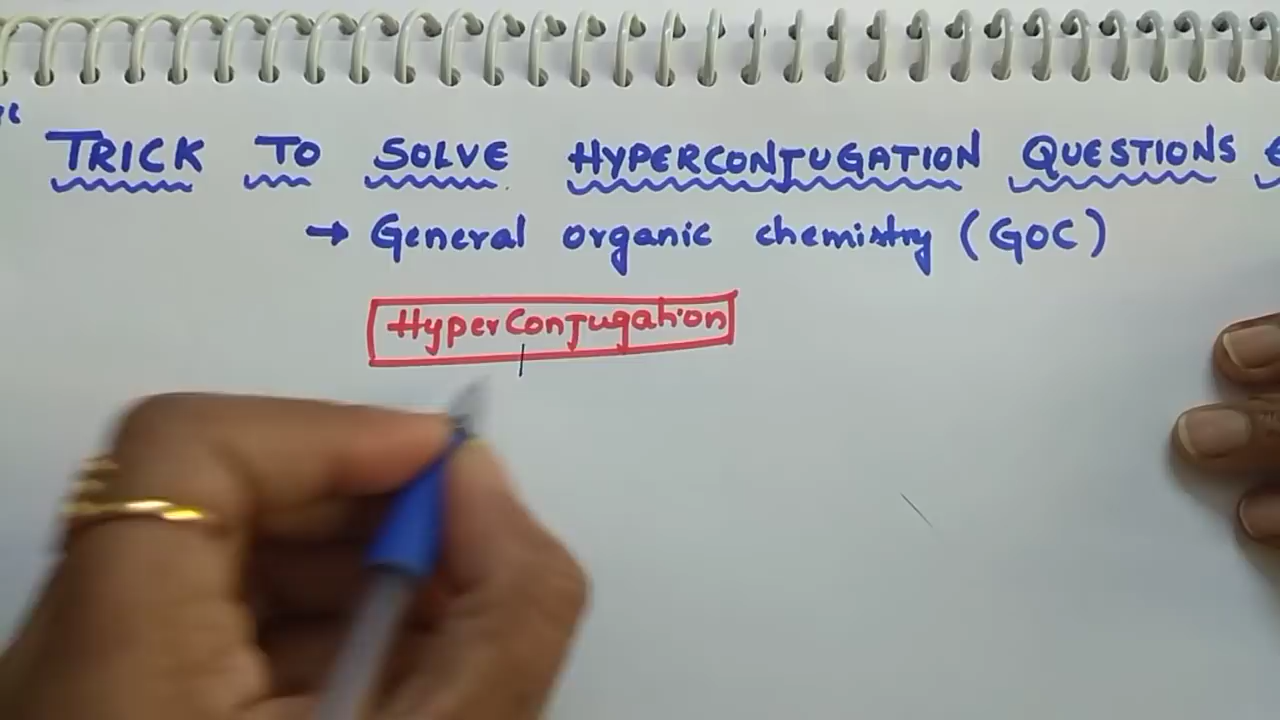 TRICK TO SOLVE HYPERCONJUGATION QUESTIONS
→ General organic chemistry (GOC)
HyperConjugation